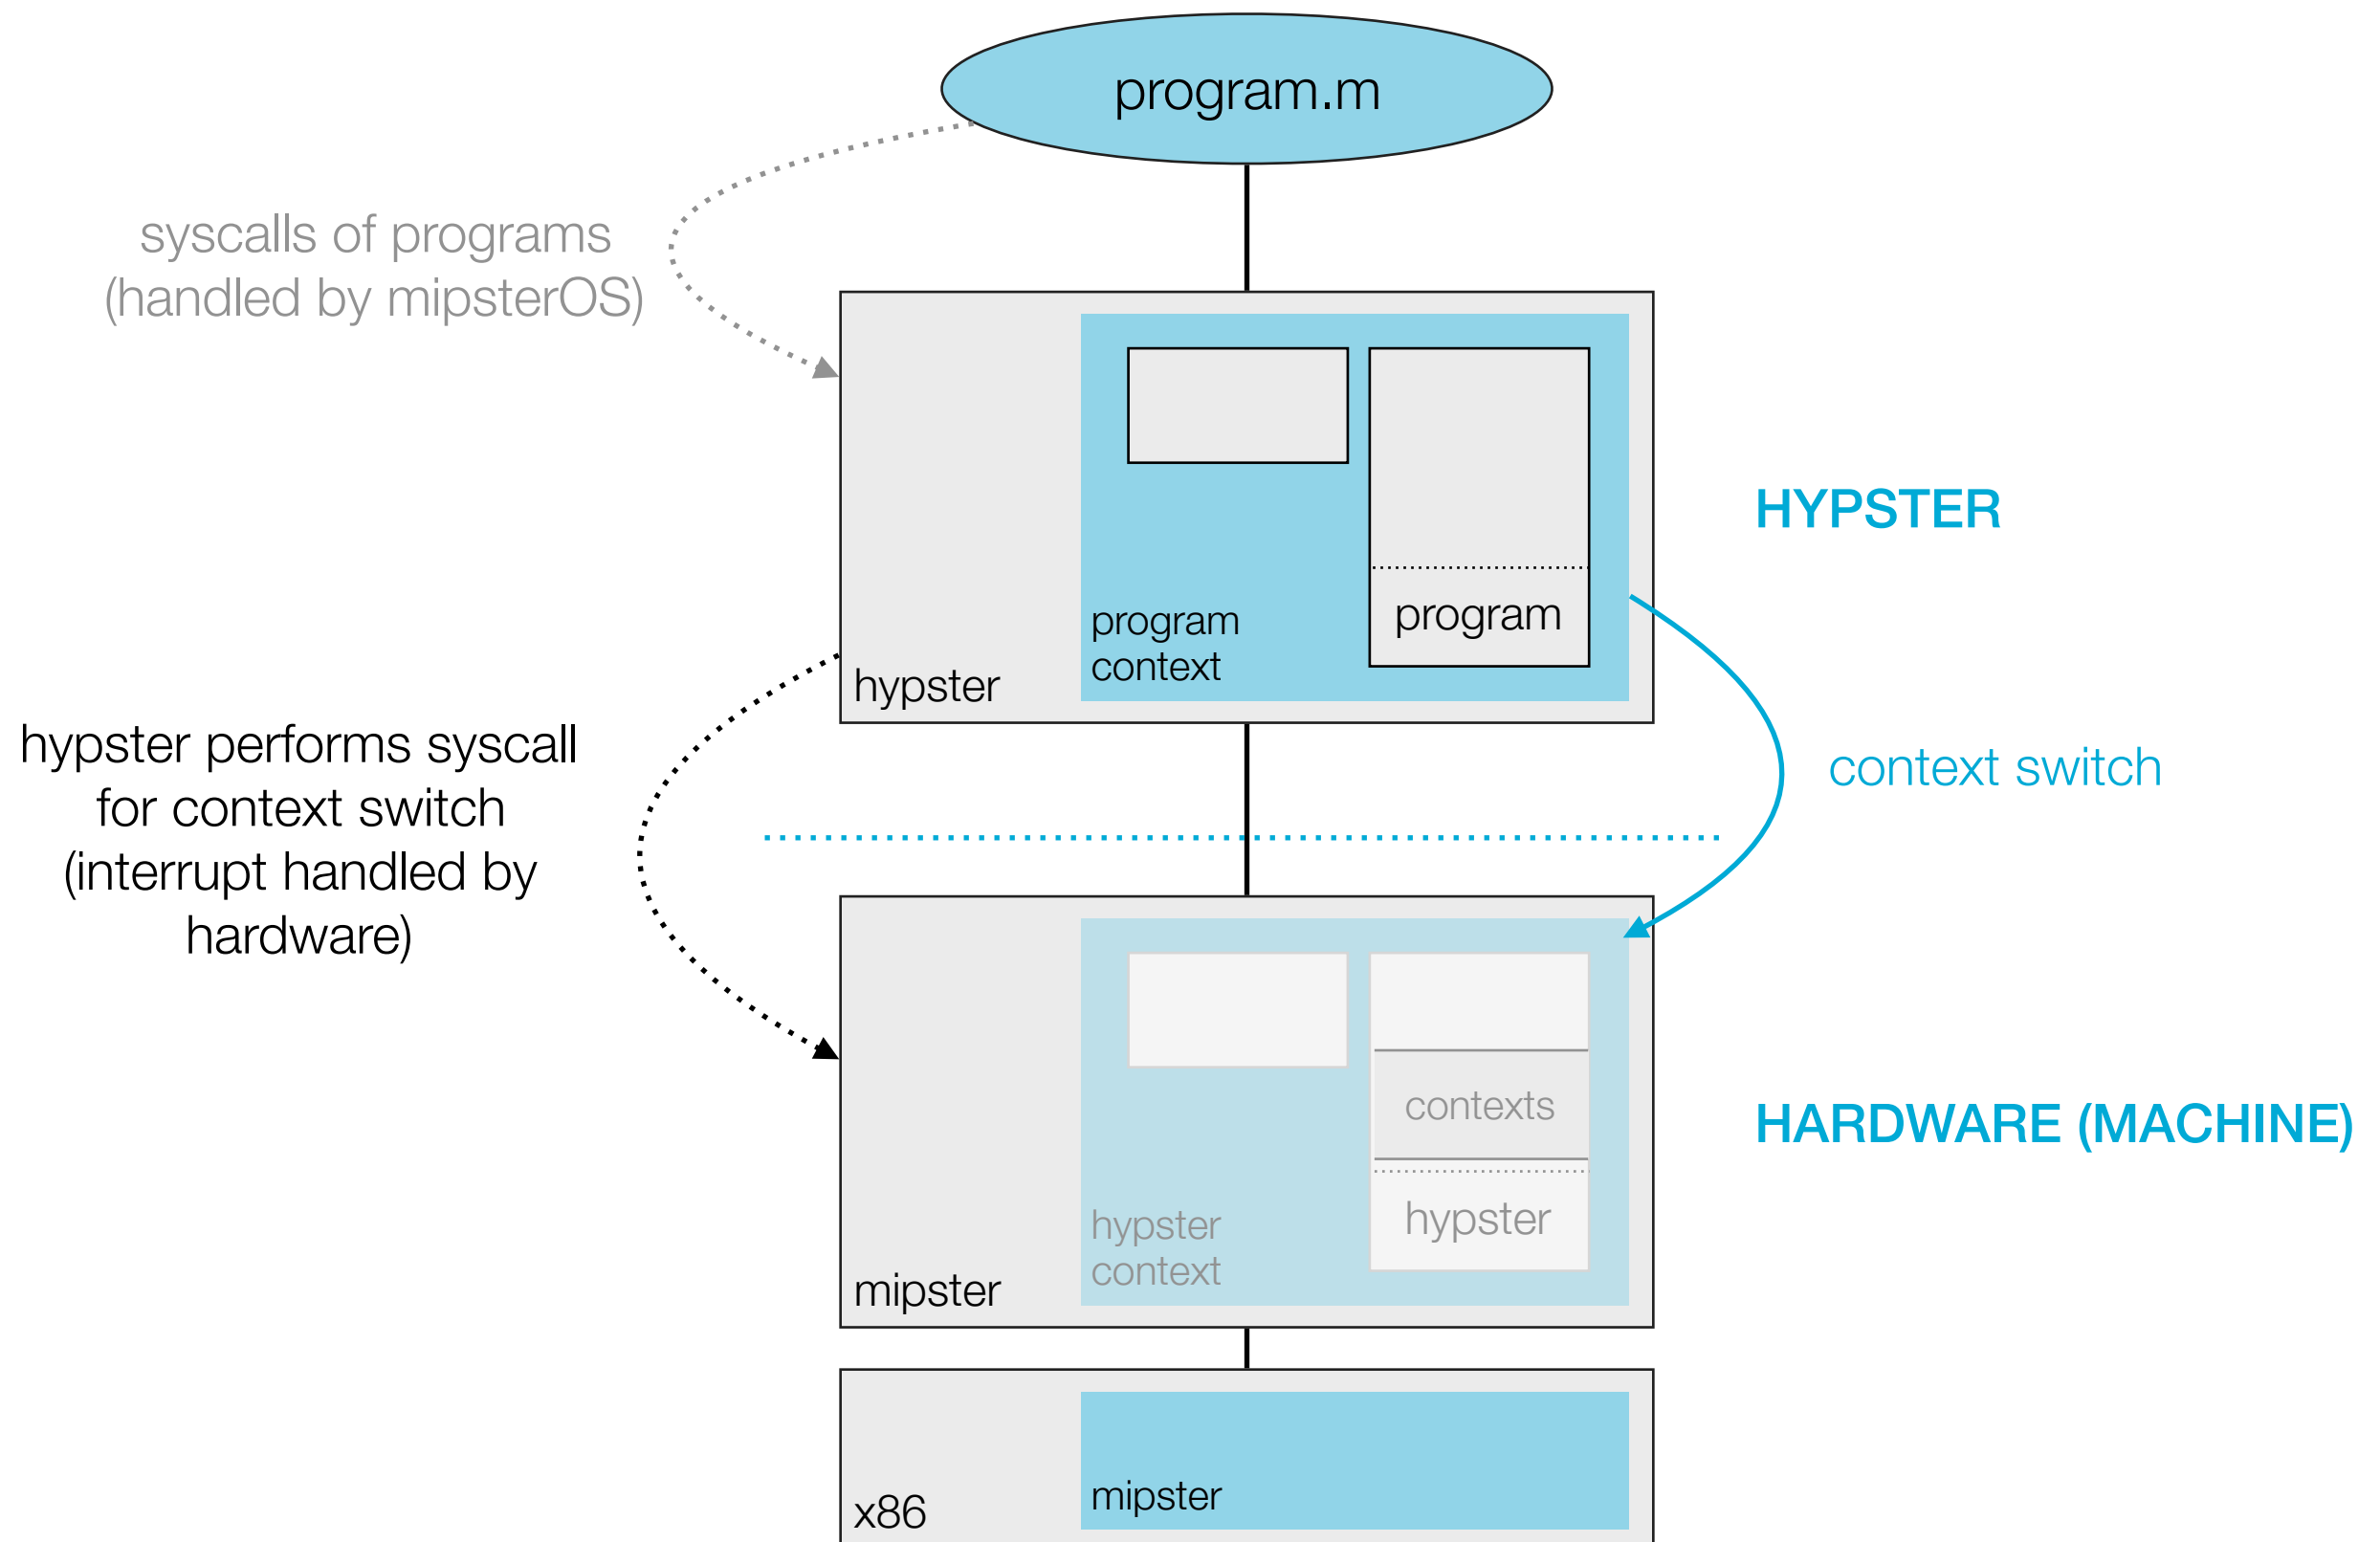 program.m
syscalls of programs
(handled by mipsterOS)
HYPSTER
program
program
context
hypster
hypster performs syscall
for context switch
(interrupt handled by
hardware)
context switch
contexts
HARDWARE (MACHINE)
hypster
hypster
context
mipster
mipster
x86